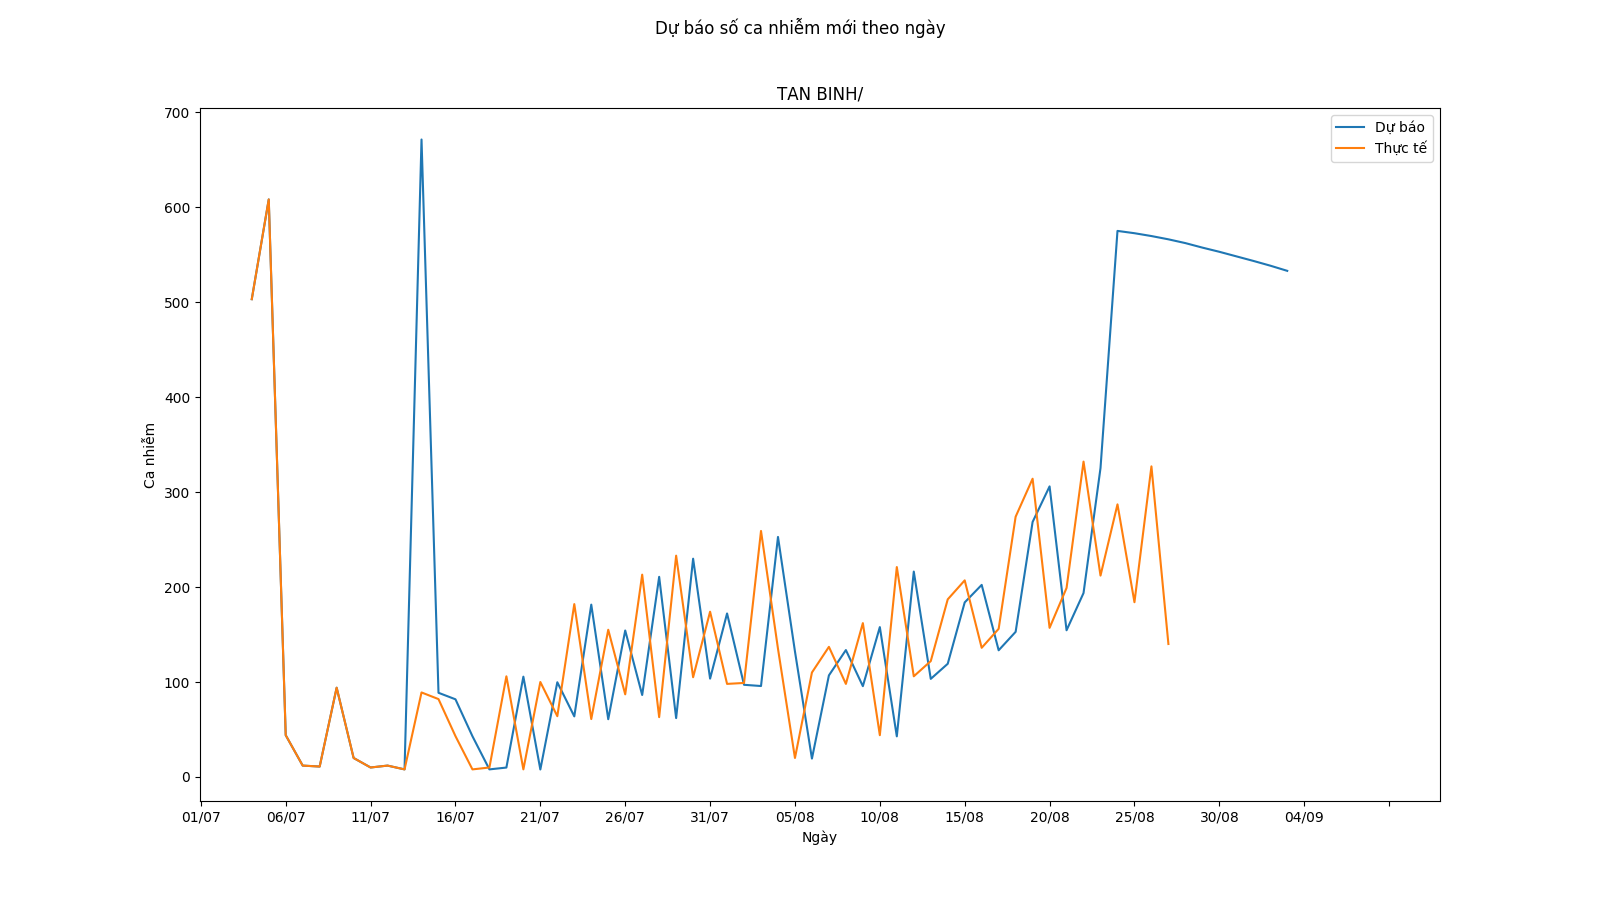 Dự báo số ca nhiễm mới theo ngày
TAN BINH/
Dự báo
Thực tế
Ca nhiễm
700
600
500
400
300
200
100
0
01/07 06/07 11/07 16/07 21/07 26/07 31/07 05/08 10/08 15/08 20/08 25/08 30/08 04/09
Ngày